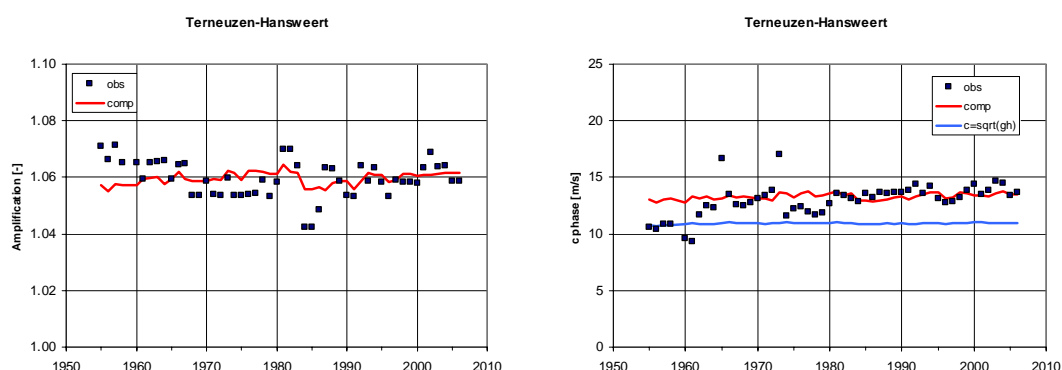 Terneuzen-Hansweert
Amplification [-]
1.10
1.08
1.06
1.04
1.02
1.00
1950 1960 1970 1980 1990 2000 2010
obs
comp
Terneuzen-Hansweert
c phase [m/s]
25
20
15
10
5
0
1950 1960 1970 1980 1990 2000 2010
obs
comp
c=sqrt(gh)